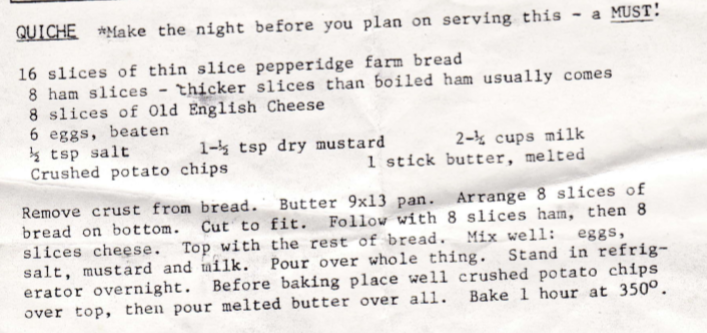 QUICHE *Make the night before you plan on serving this - a MUST!
16 slices of thin slice pepperidge farm bread
8 ham slices - thicker slices than boiled ham usually comes
8 slices of Old English Cheese
6 eggs, beaten
½ tsp salt 1-½ tsp dry mustard 2-½ cups milk
Crushed potato chips 1 stick butter, melted
Remove crust from bread. Butter 9x13 pan. Arrange 8 slices of
bread on bottom. Cut to fit. Follow with 8 slices ham, then 8
slices cheese. Top with the rest of bread. Mix well: eggs,
salt, mustard and milk. Pour over whole thing. Stand in refrig-
erator overnight. Before baking place well crushed potato chips
over top, then pour melted butter over all. Bake 1 hour at 350°.